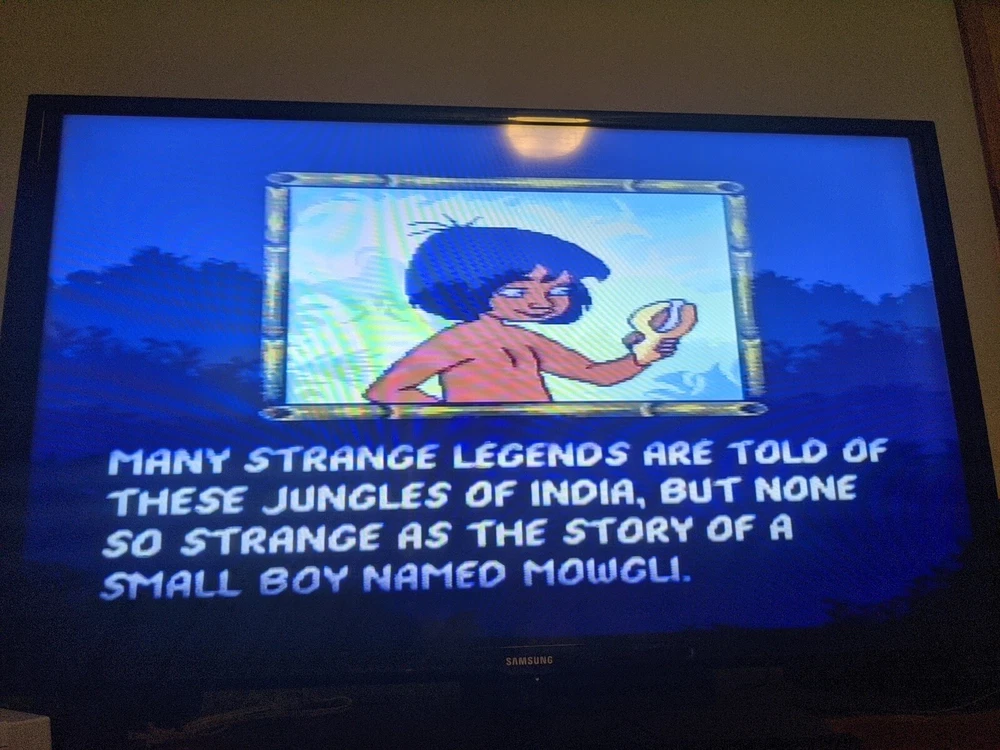 MANY STRANGE LEGENDS ARE TOLD OF
THESE JUNGLES OF INDIA, BUT NONE
SO STRANGE AS THE STORY OF A
SMALL BOY NAMED MOWGLI.
SAMSUNG